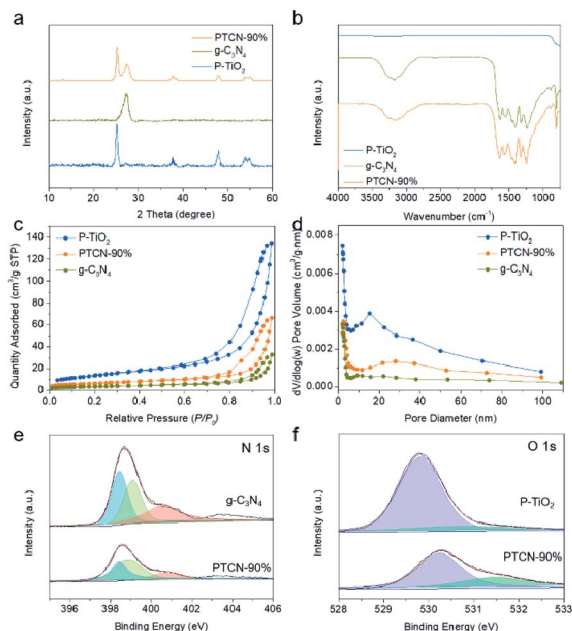 a
PTCN-90%
g-C₃N₄
P-TiO₂
Intensity (a.u.)
10 20 30 40 50 60
2 Theta (degree)
b
Intensity (a.u.)
P-TiO₂
g-C₃N₄
PTCN-90%
4000 3000 2000 1000
Wavenumber (cm⁻¹)
c
P-TiO₂
PTCN-90%
g-C₃N₄
Quantity Adsorbed (cm³/g STP)
140
120
100
80
60
40
20
0
0.0 0.2 0.4 0.6 0.8 1.0
Relative Pressure (P/P₀)
d
P-TiO₂
PTCN-90%
g-C₃N₄
dV/dlog(w) Pore Volume (cm³/g·nm)
0.008
0.006
0.004
0.002
0.000
0 20 40 60 80 100
Pore Diameter (nm)
e
N 1s
g-C₃N₄
PTCN-90%
Intensity (a.u.)
396 398 400 402 404 406
Binding Energy (eV)
f
O 1s
P-TiO₂
PTCN-90%
Intensity (a.u.)
528 529 530 531 532 533
Binding Energy (eV)